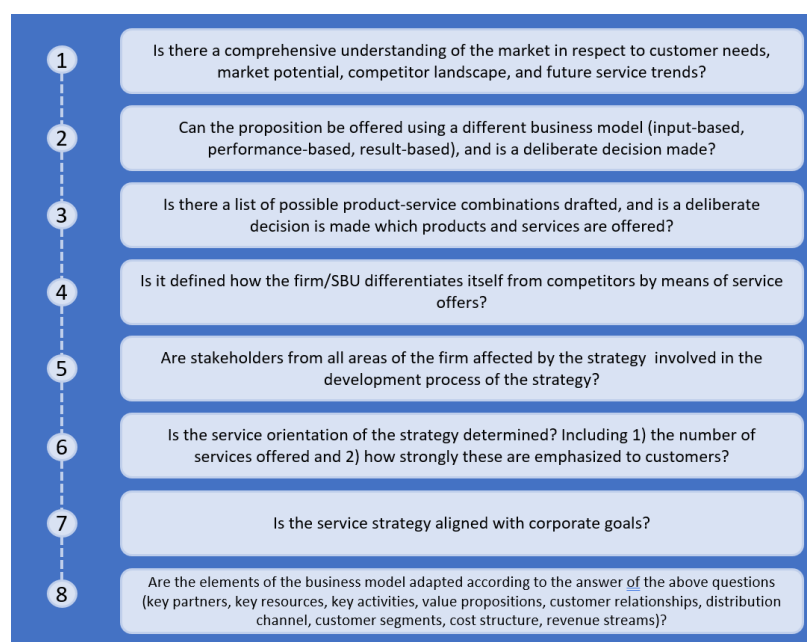 1
Is there a comprehensive understanding of the market in respect to customer needs,
market potential, competitor landscape, and future service trends?
2
Can the proposition be offered using a different business model (input-based,
performance-based, result-based), and is a deliberate decision made?
3
Is there a list of possible product-service combinations drafted, and is a deliberate
decision is made which products and services are offered?
4
Is it defined how the firm/SBU differentiates itself from competitors by means of service
offers?
5
Are stakeholders from all areas of the firm affected by the strategy  involved in the
development process of the strategy?
6
Is the service orientation of the strategy determined? Including 1) the number of
services offered and 2) how strongly these are emphasized to customers?
7
Is the service strategy aligned with corporate goals?
8
Are the elements of the business model adapted according to the answer of the above questions
(key partners, key resources, key activities, value propositions, customer relationships, distribution
channel, customer segments, cost structure, revenue streams)?